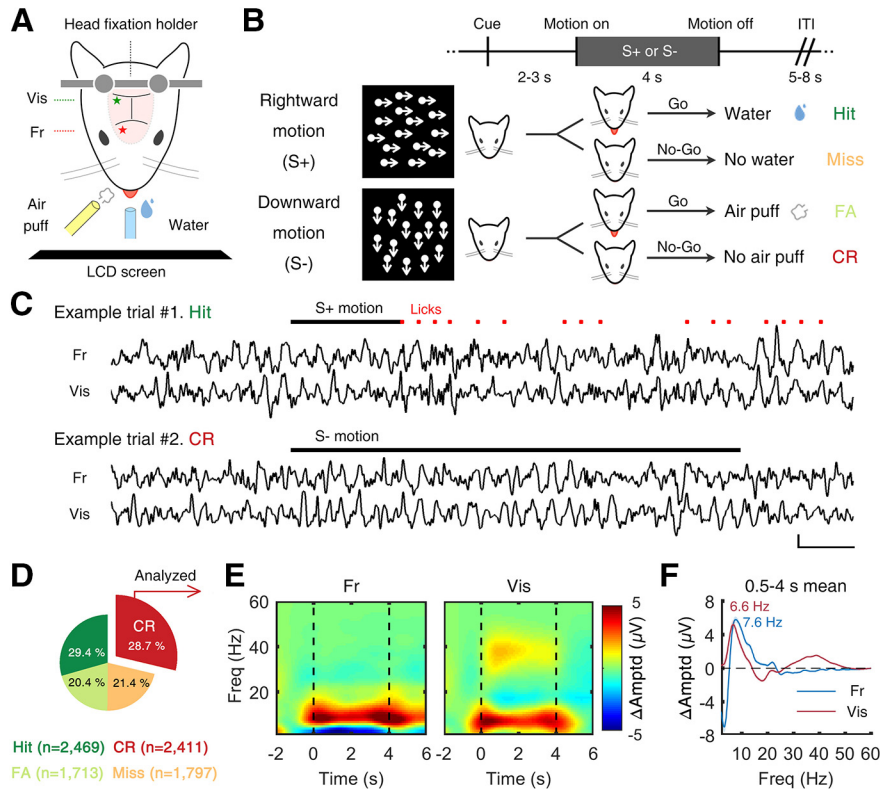 A
Head fixation holder
Vis
Fr
Air
puff
Water
LCD screen
B
Cue
Motion on
Motion off
ITI
S+ or S-
2-3 s
4 s
5-8 s
Rightward
motion
(S+)
Go
Water
Hit
No-Go
No water
Miss
Downward
motion
(S-)
Go
Air puff
FA
No-Go
No air puff
CR
C
Example trial #1. Hit
S+ motion
Licks
Fr
Vis
Example trial #2. CR
S- motion
Fr
Vis
D
Analyzed
CR
28.7 %
29.4 %
20.4 %
21.4 %
Hit (n=2,469) CR (n=2,411)
FA (n=1,713) Miss (n=1,797)
E
Fr
Vis
60
40
20
Freq (Hz)
-2 0 2 4 6
Time (s)
-2 0 2 4 6
Time (s)
5
-5
ΔAmptd (µV)
F
0.5-4 s mean
6.6 Hz
7.6 Hz
8
4
0
-4
-8
ΔAmptd (µV)
Fr
Vis
10 20 30 40 50 60
Freq (Hz)